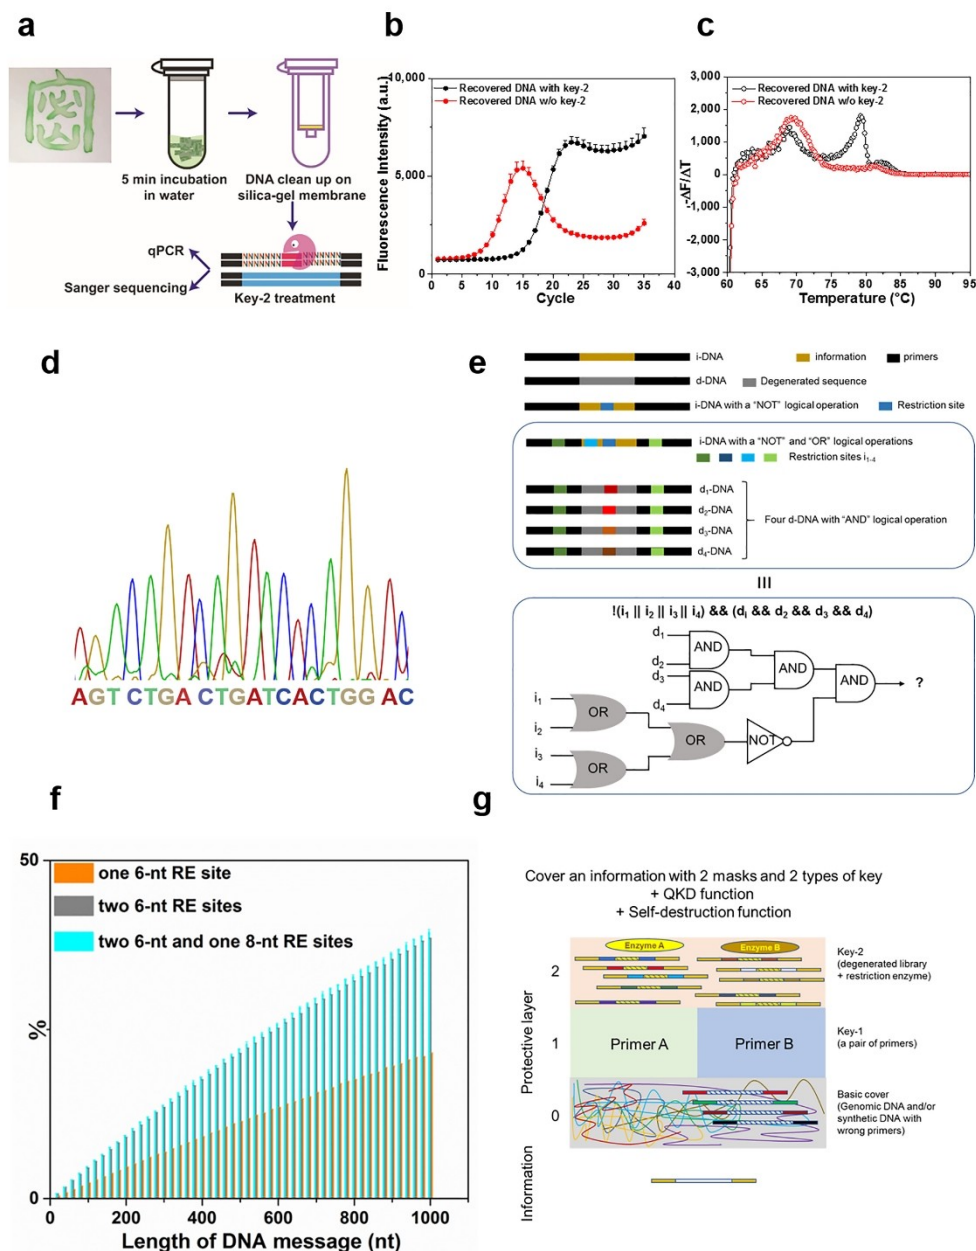 a
5 min incubation
in water
DNA clean up on
silica-gel membrane
qPCR
Sanger sequencing
NNNNNN NNNNN
NNNNNN NNNNN
Key-2 treatment
b
Fluorescence Intensity (a.u.)
10,000
5,000
0
Recovered DNA with key-2
Recovered DNA w/o key-2
0 5 10 15 20 25 30 35 40
Cycle
c
-ΔF/ΔT
3,000
2,000
1,000
0
-1,000
-2,000
-3,000
Recovered DNA with key-2
Recovered DNA w/o key-2
60 65 70 75 80 85 90 95
Temperature (°C)
d
AGTCTGACTGATCACTGGAC
e
i-DNA
information
primers
d-DNA
Degenerated sequence
i-DNA with a "NOT" logical operation
Restriction site
i-DNA with a "NOT" and "OR" logical operations
Restriction sites i1-4
d1-DNA
d2-DNA
d3-DNA
d4-DNA
Four d-DNA with "AND" logical operation
!(i1 || i2 || i3 || i4) && (di && d2 && d3 && d4)
d1
d2
d3
d4
AND
AND
AND
AND
?
i1
i2
i3
i4
OR
OR
OR
NOT
f
%
50
0
one 6-nt RE site
two 6-nt RE sites
two 6-nt and one 8-nt RE sites
0 200 400 600 800 1000
Length of DNA message (nt)
g
Cover an information with 2 masks and 2 types of key
+ QKD function
+ Self-destruction function
Enzyme A
Enzyme B
Key-2
(degenerated library
+ restriction enzyme)
2
Primer A
Primer B
Key-1
(a pair of primers)
1
Protective layer
0
Basic cover
(Genomic DNA and/or
synthetic DNA with
wrong primers)
Information